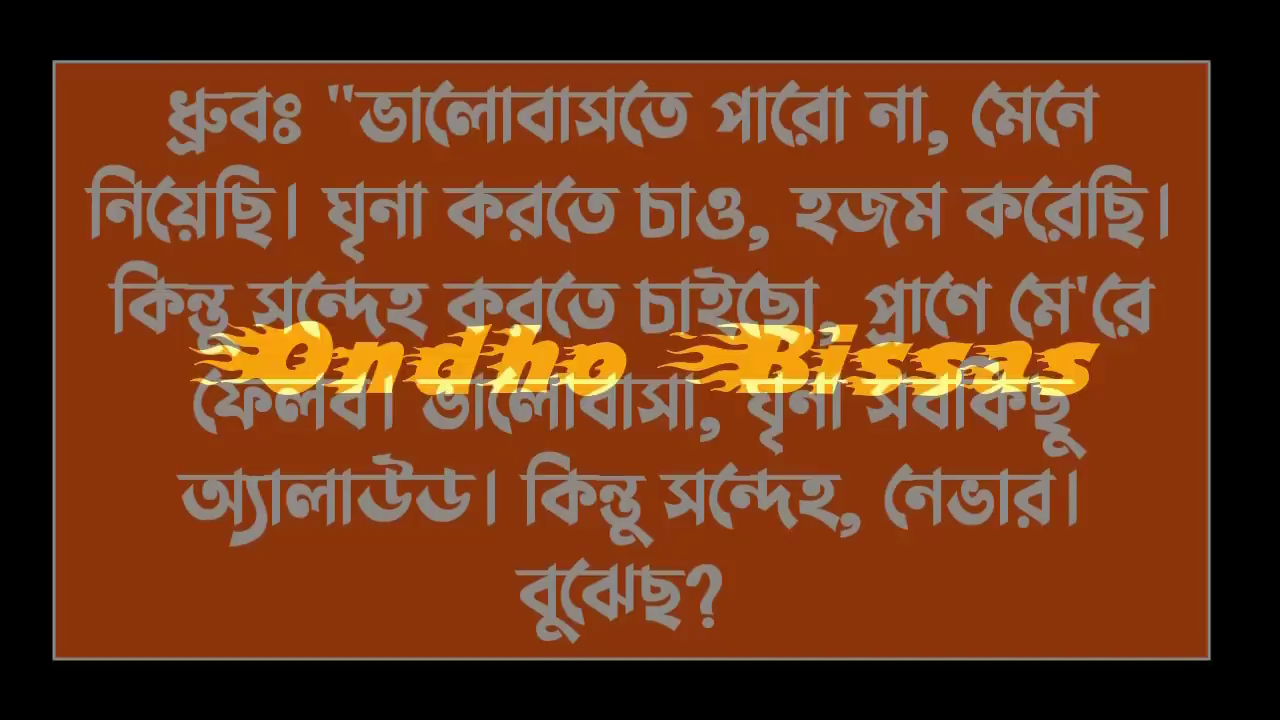 ধ্রুবঃ "ভালোবাসতে পারো না, মেনে
নিয়েছি। ঘৃনা করতে চাও, হজম করেছি।
কিন্তু সন্দেহ করতে চাইছো, প্রাণে মে'রে
Ondho Bissas
ফেলব। ভালোবাসা, ঘৃনা সবকিছু
অ্যালাউড। কিন্তু সন্দেহ, নেভার।
বুঝেছ?